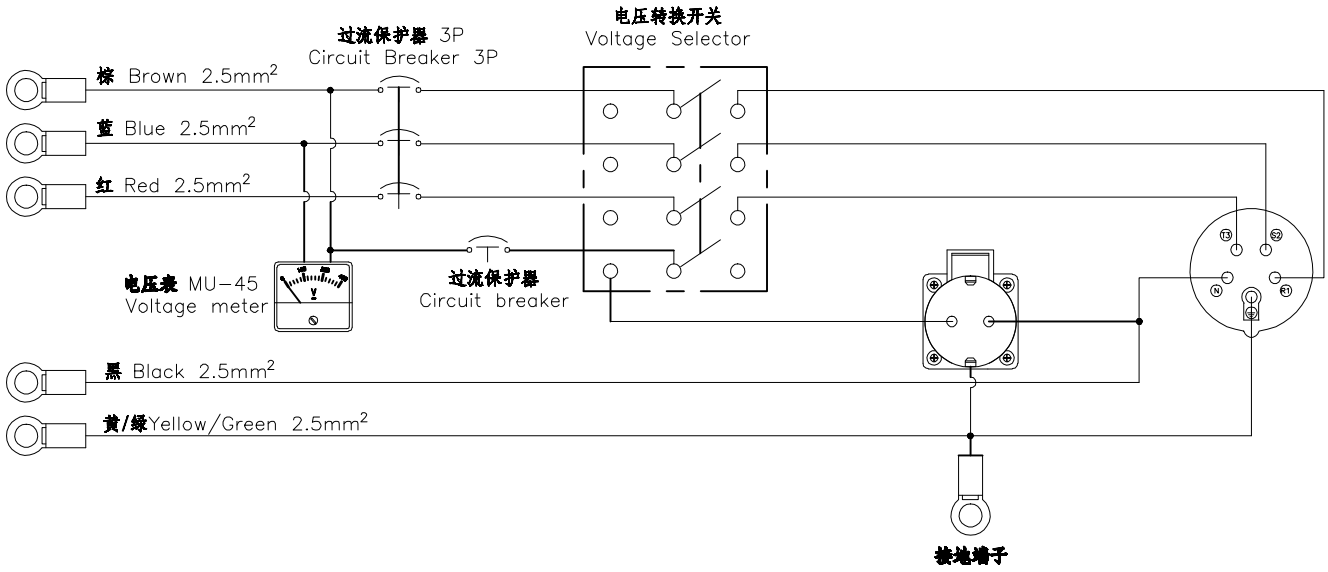 电压转换开关
Voltage Selector
过流保护器 3P
Circuit Breaker 3P
棕 Brown 2.5mm²
蓝 Blue 2.5mm²
红 Red 2.5mm²
T3
S2
N
R1
电压表 MU-45
Voltage meter
V
过流保护器
Circuit breaker
黑 Black 2.5mm²
黄/绿Yellow/Green 2.5mm²
接地端子